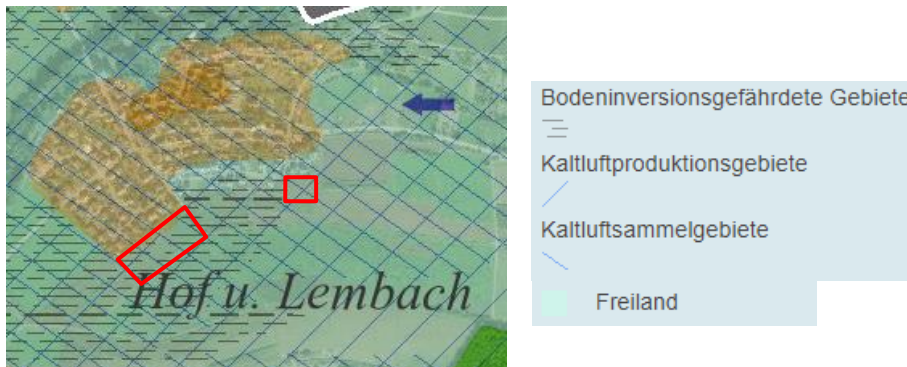 Hof u. Lembach
Bodeninversionsgefährdete Gebiete
Kaltluftproduktionsgebiete
Kaltluftsammelgebiete
Freiland